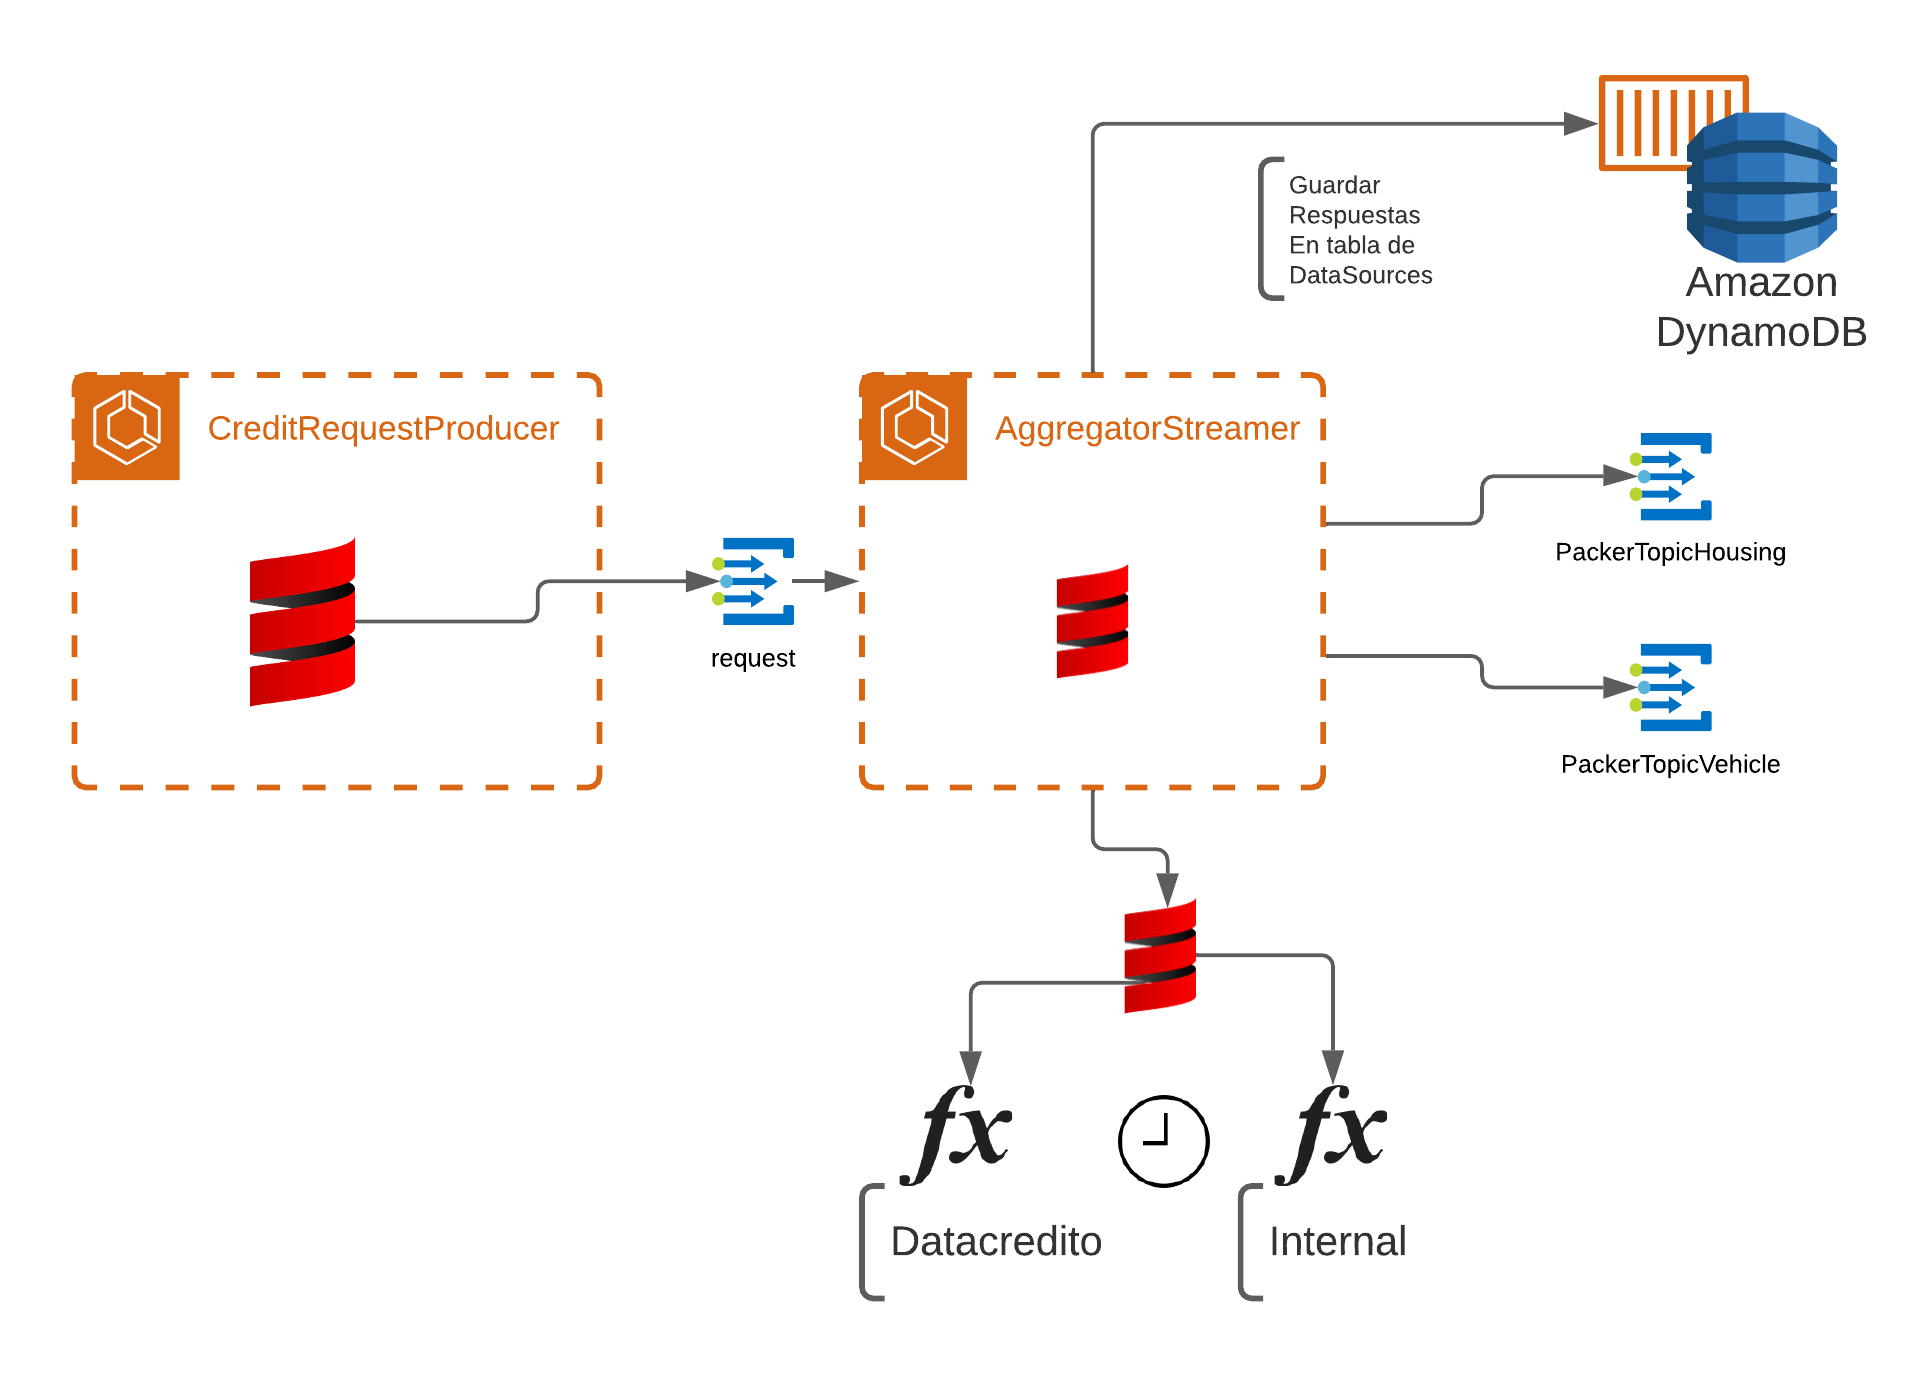 Guardar
Respuestas
En tabla de
DataSources
Amazon
DynamoDB
CreditRequestProducer
AggregatorStreamer
request
PackerTopicHousing
PackerTopicVehicle
fx
fx
Datacredito
Internal